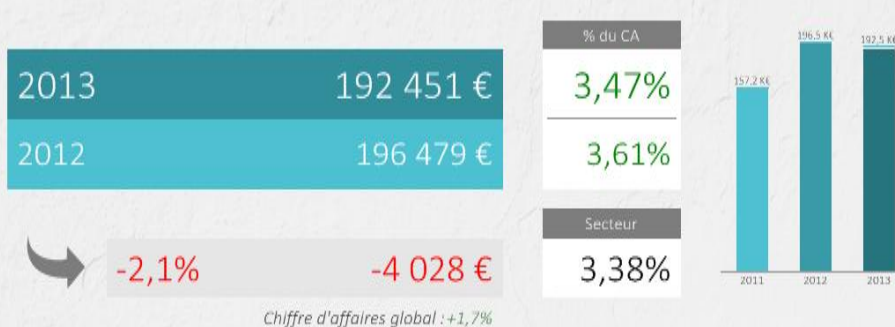 2013 192 451 €
2012 196 479 €
-2,1% -4 028 €
Chiffre d'affaires global : +1,7%
% du CA
3,47%
3,61%
Secteur
3,38%
157,2 K€
196,5 K€
192,5 K€
2011 2012 2013